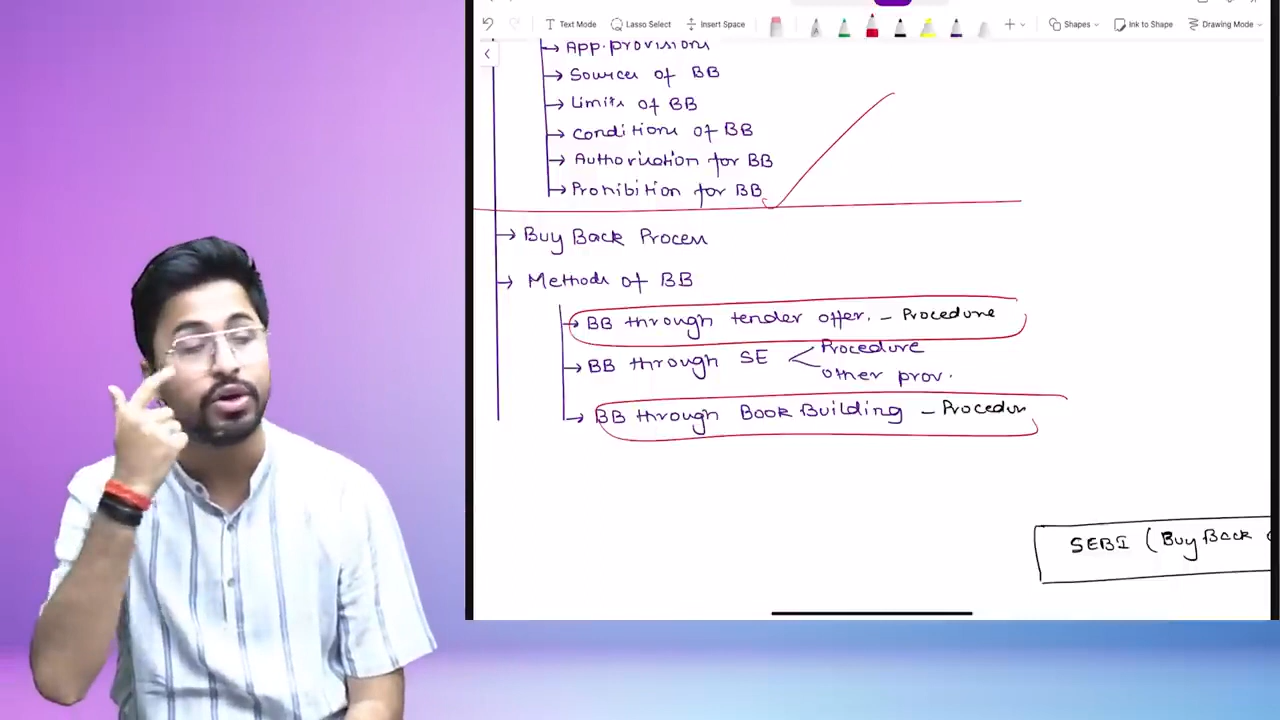 Text Mode Lasso Select Insert Space Shapes Ink to Shape Drawing Mode
App. provisions
Sources of BB
Limits of BB
Conditions of BB
Authorisation for BB
Prohibition for BB
Buy Back Process
Methods of BB
BB through tender offer. - Procedure
BB through SE Procedure
other prov.
BB through Book Building - Procedur
SEBI (Buy Back